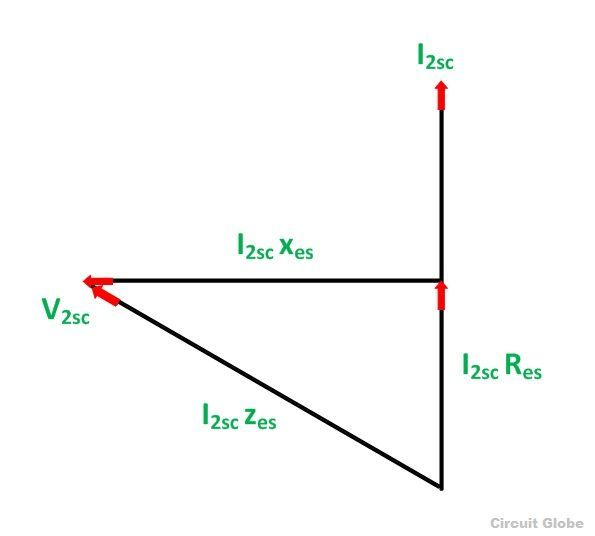 I2sc
I2sc xes
V2sc
I2sc Res
I2sc zes
Circuit Globe